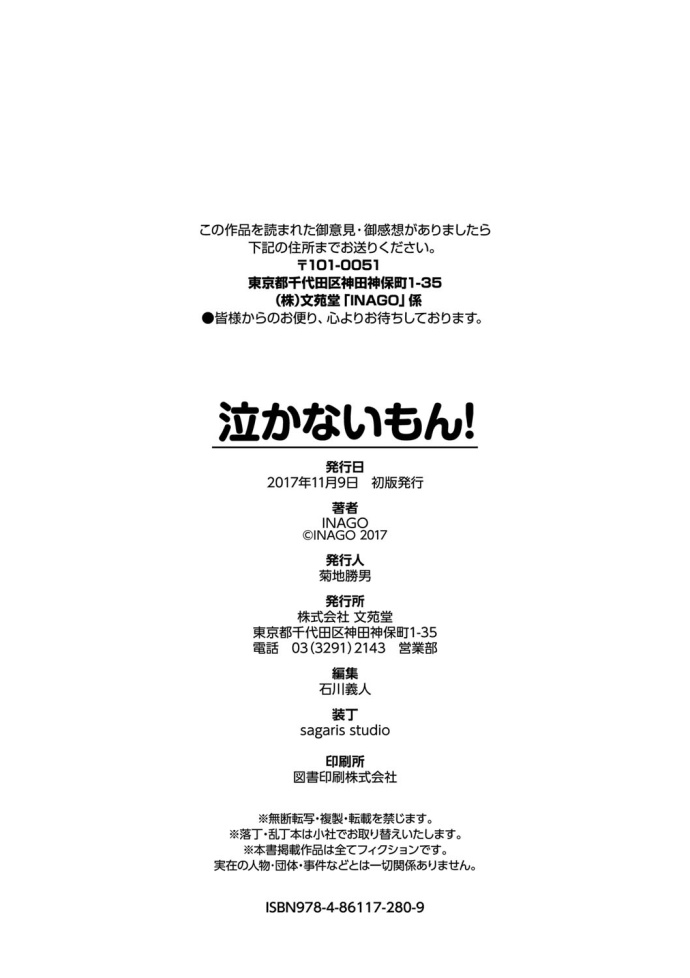 この作品を読まれた御意見・御感想がありましたら
下記の住所までお送りください。
〒101-0051
東京都千代田区神田神保町1-35
(株)文苑堂「INAGO」係
●皆様からのお便り、心よりお待ちしております。
泣かないもん!
発行日
2017年11月9日　初版発行
著者
INAGO
©INAGO 2017
発行人
菊地勝男
発行所
株式会社 文苑堂
東京都千代田区神田神保町1-35
電話　03(3291)2143　営業部
編集
石川義人
装丁
sagaris studio
印刷所
図書印刷株式会社
※無断転写・複製・転載を禁じます。
※落丁・乱丁本は小社でお取り替えいたします。
※本書掲載作品は全てフィクションです。
実在の人物・団体・事件などとは一切関係ありません。
ISBN978-4-86117-280-9